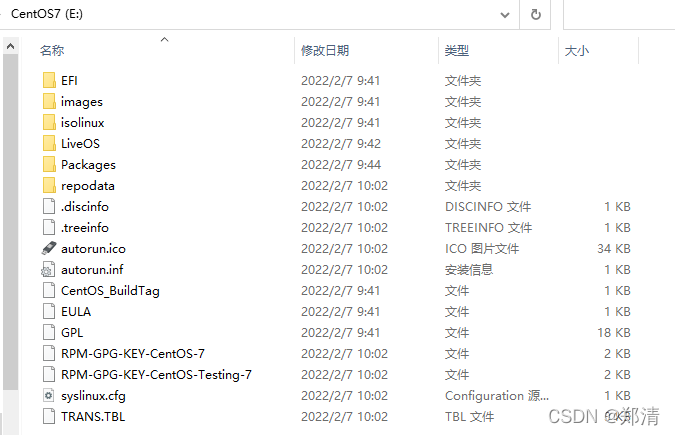 CentOS7 (E:)
名称 修改日期 类型 大小
EFI 2022/2/7 9:41 文件夹
images 2022/2/7 9:41 文件夹
isolinux 2022/2/7 9:41 文件夹
LiveOS 2022/2/7 9:42 文件夹
Packages 2022/2/7 9:44 文件夹
repodata 2022/2/7 10:02 文件夹
.discinfo 2022/2/7 10:02 DISCINFO 文件 1 KB
.treeinfo 2022/2/7 10:02 TREEINFO 文件 1 KB
autorun.ico 2022/2/7 10:02 ICO 图片文件 34 KB
autorun.inf 2022/2/7 10:02 安装信息 1 KB
CentOS_BuildTag 2022/2/7 9:41 文件 1 KB
EULA 2022/2/7 9:41 文件 1 KB
GPL 2022/2/7 9:41 文件 18 KB
RPM-GPG-KEY-CentOS-7 2022/2/7 10:02 文件 2 KB
RPM-GPG-KEY-CentOS-Testing-7 2022/2/7 10:02 文件 2 KB
syslinux.cfg 2022/2/7 10:02 Configuration 源... 1 KB
TRANS.TBL 2022/2/7 10:02 TBL 文件 KB
CSDN @郑清